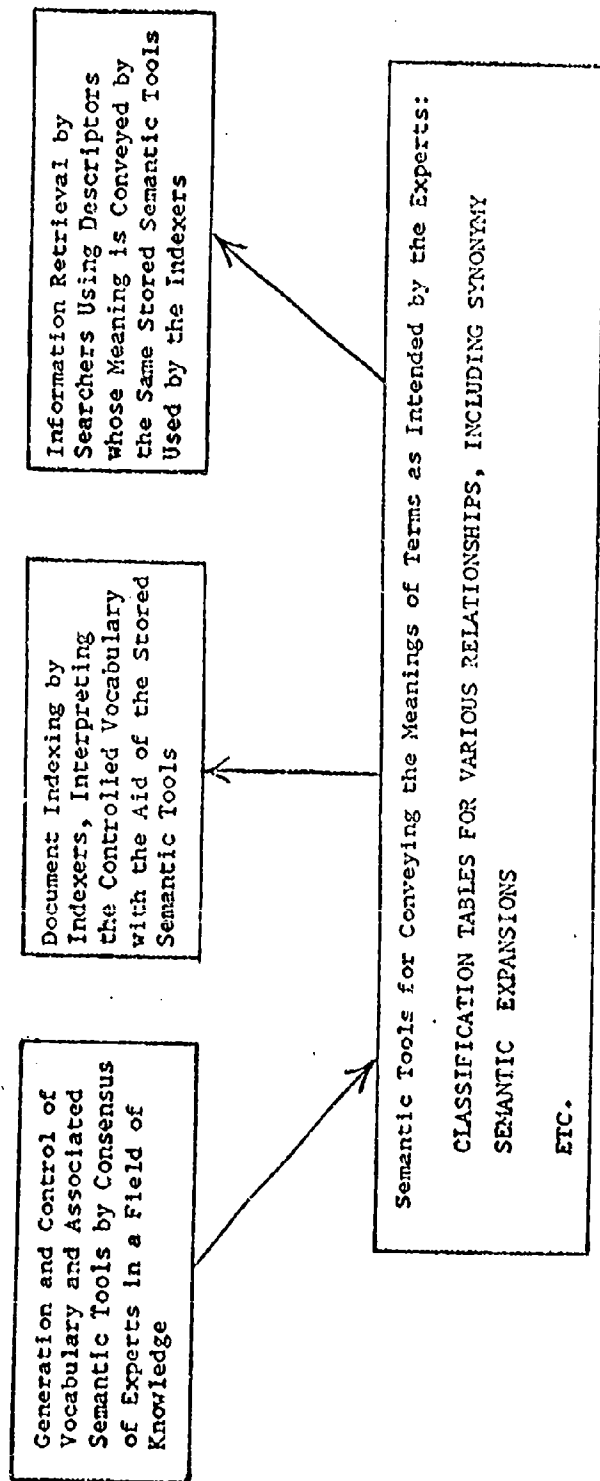 Generation and Control of
Vocabulary and Associated
Semantic Tools by Consensus
of Experts in a Field of
Knowledge
Document Indexing by
Indexers, Interpreting
the Controlled Vocabulary
with the Aid of the Stored
Semantic Tools
Information Retrieval by
Searchers Using Descriptors
whose Meaning is Conveyed by
the Same Stored Semantic Tools
Used by the Indexers
Semantic Tools for Conveying the Meanings of Terms as Intended by the Experts:
CLASSIFICATION TABLES FOR VARIOUS RELATIONSHIPS, INCLUDING SYNONYMY
SEMANTIC EXPANSIONS
ETC.